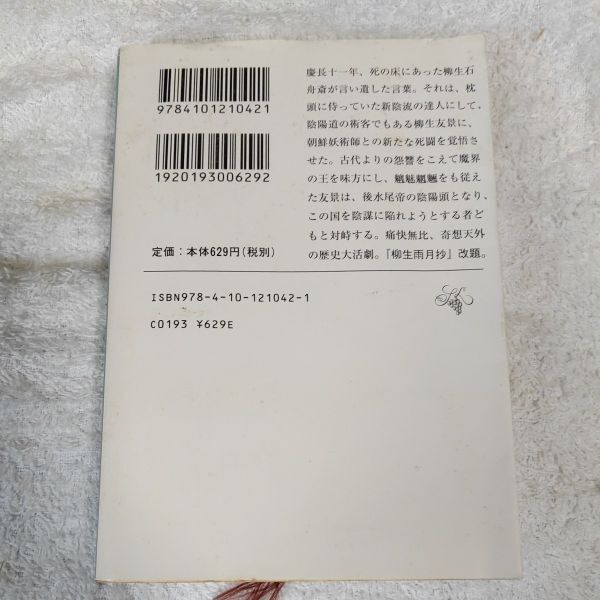 9784101210421
1920193006292
定価：本体629円（税別）
慶長十一年、死の床にあった柳生石
舟斎が言い遺した言葉。それは、枕
頭に侍っていた新陰流の達人にして、
陰陽道の術客でもある柳生友景に、
朝鮮妖術師との新たな死闘を覚悟さ
せた。古代よりの怨讐をこえて魔界
の王を味方にし、魑魅魍魎をも従え
た友景は、後水尾帝の陰陽頭となり、
この国を陰謀に陥れようとする者ど
もと対峙する。痛快無比、奇想天外
の歴史大活劇。『柳生雨月抄』改題。
ISBN978-4-10-121042-1
C0193 ¥629E